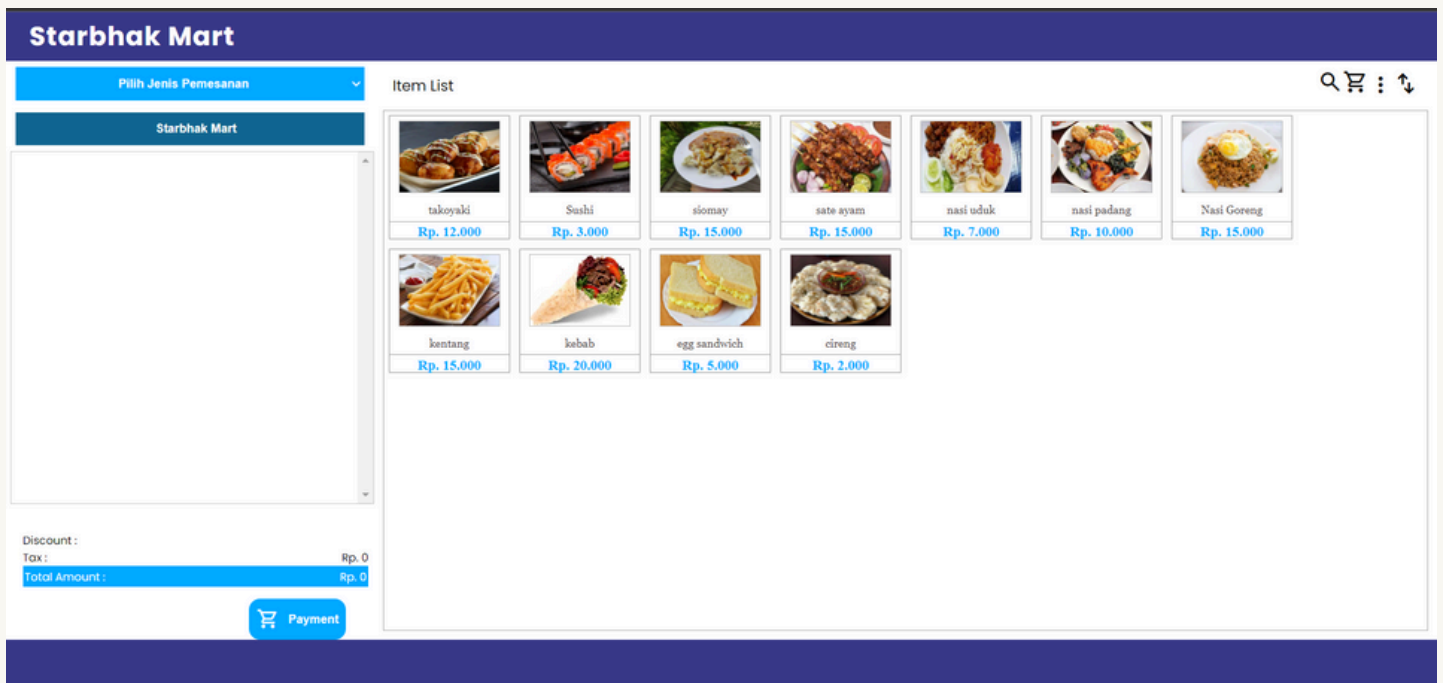 Starbhak Mart
Pilih Jenis Pemesanan
Starbhak Mart
Discount :
Tax : Rp. 0
Total Amount : Rp. 0
Payment
Item List
takoyaki Sushi siomay sate ayam nasi uduk nasi padang Nasi Goreng
Rp. 12.000 Rp. 3.000 Rp. 15.000 Rp. 15.000 Rp. 7.000 Rp. 10.000 Rp. 15.000
kentang kebab egg sandwich cireng
Rp. 15.000 Rp. 20.000 Rp. 5.000 Rp. 2.000